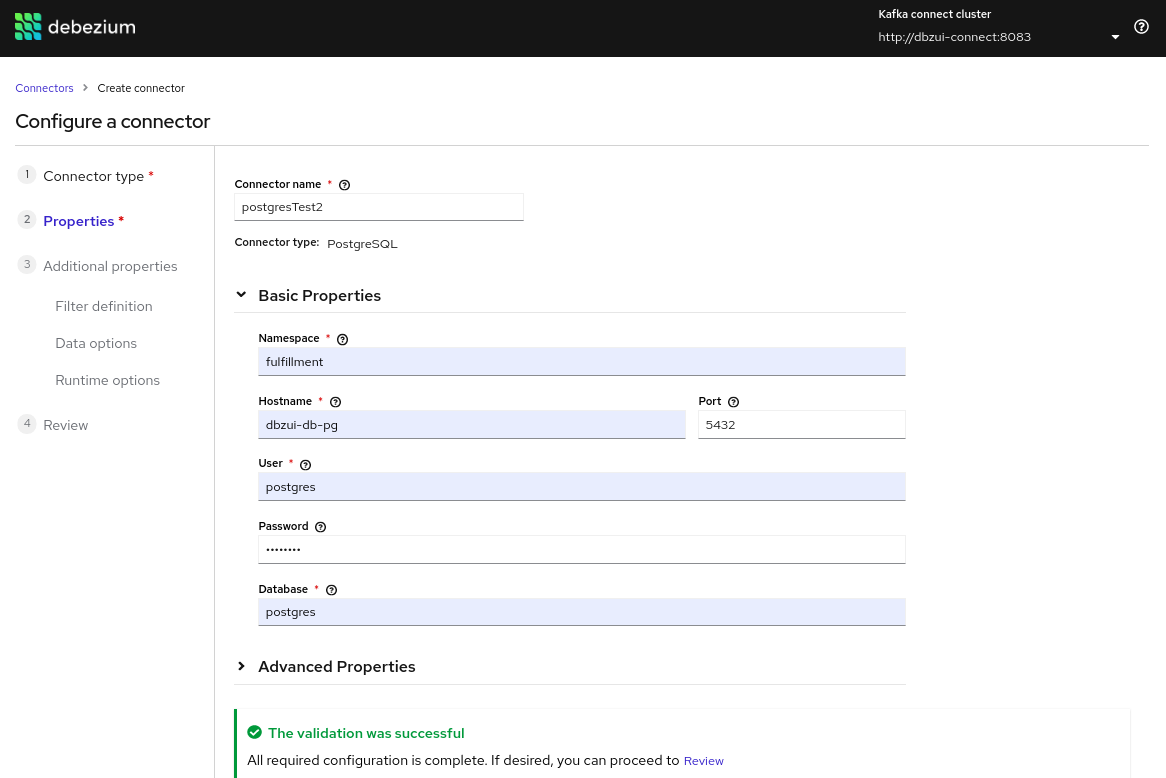 debezium
Kafka connect cluster
http://dbzui-connect:8083
Connectors > Create connector
Configure a connector
1 Connector type *
2 Properties *
3 Additional properties
Filter definition
Data options
Runtime options
4 Review
Connector name *
postgresTest2
Connector type: PostgreSQL
Basic Properties
Namespace *
fulfillment
Hostname *
dbzui-db-pg
Port
5432
User *
postgres
Password
••••••••
Database *
postgres
Advanced Properties
The validation was successful
All required configuration is complete. If desired, you can proceed to Review